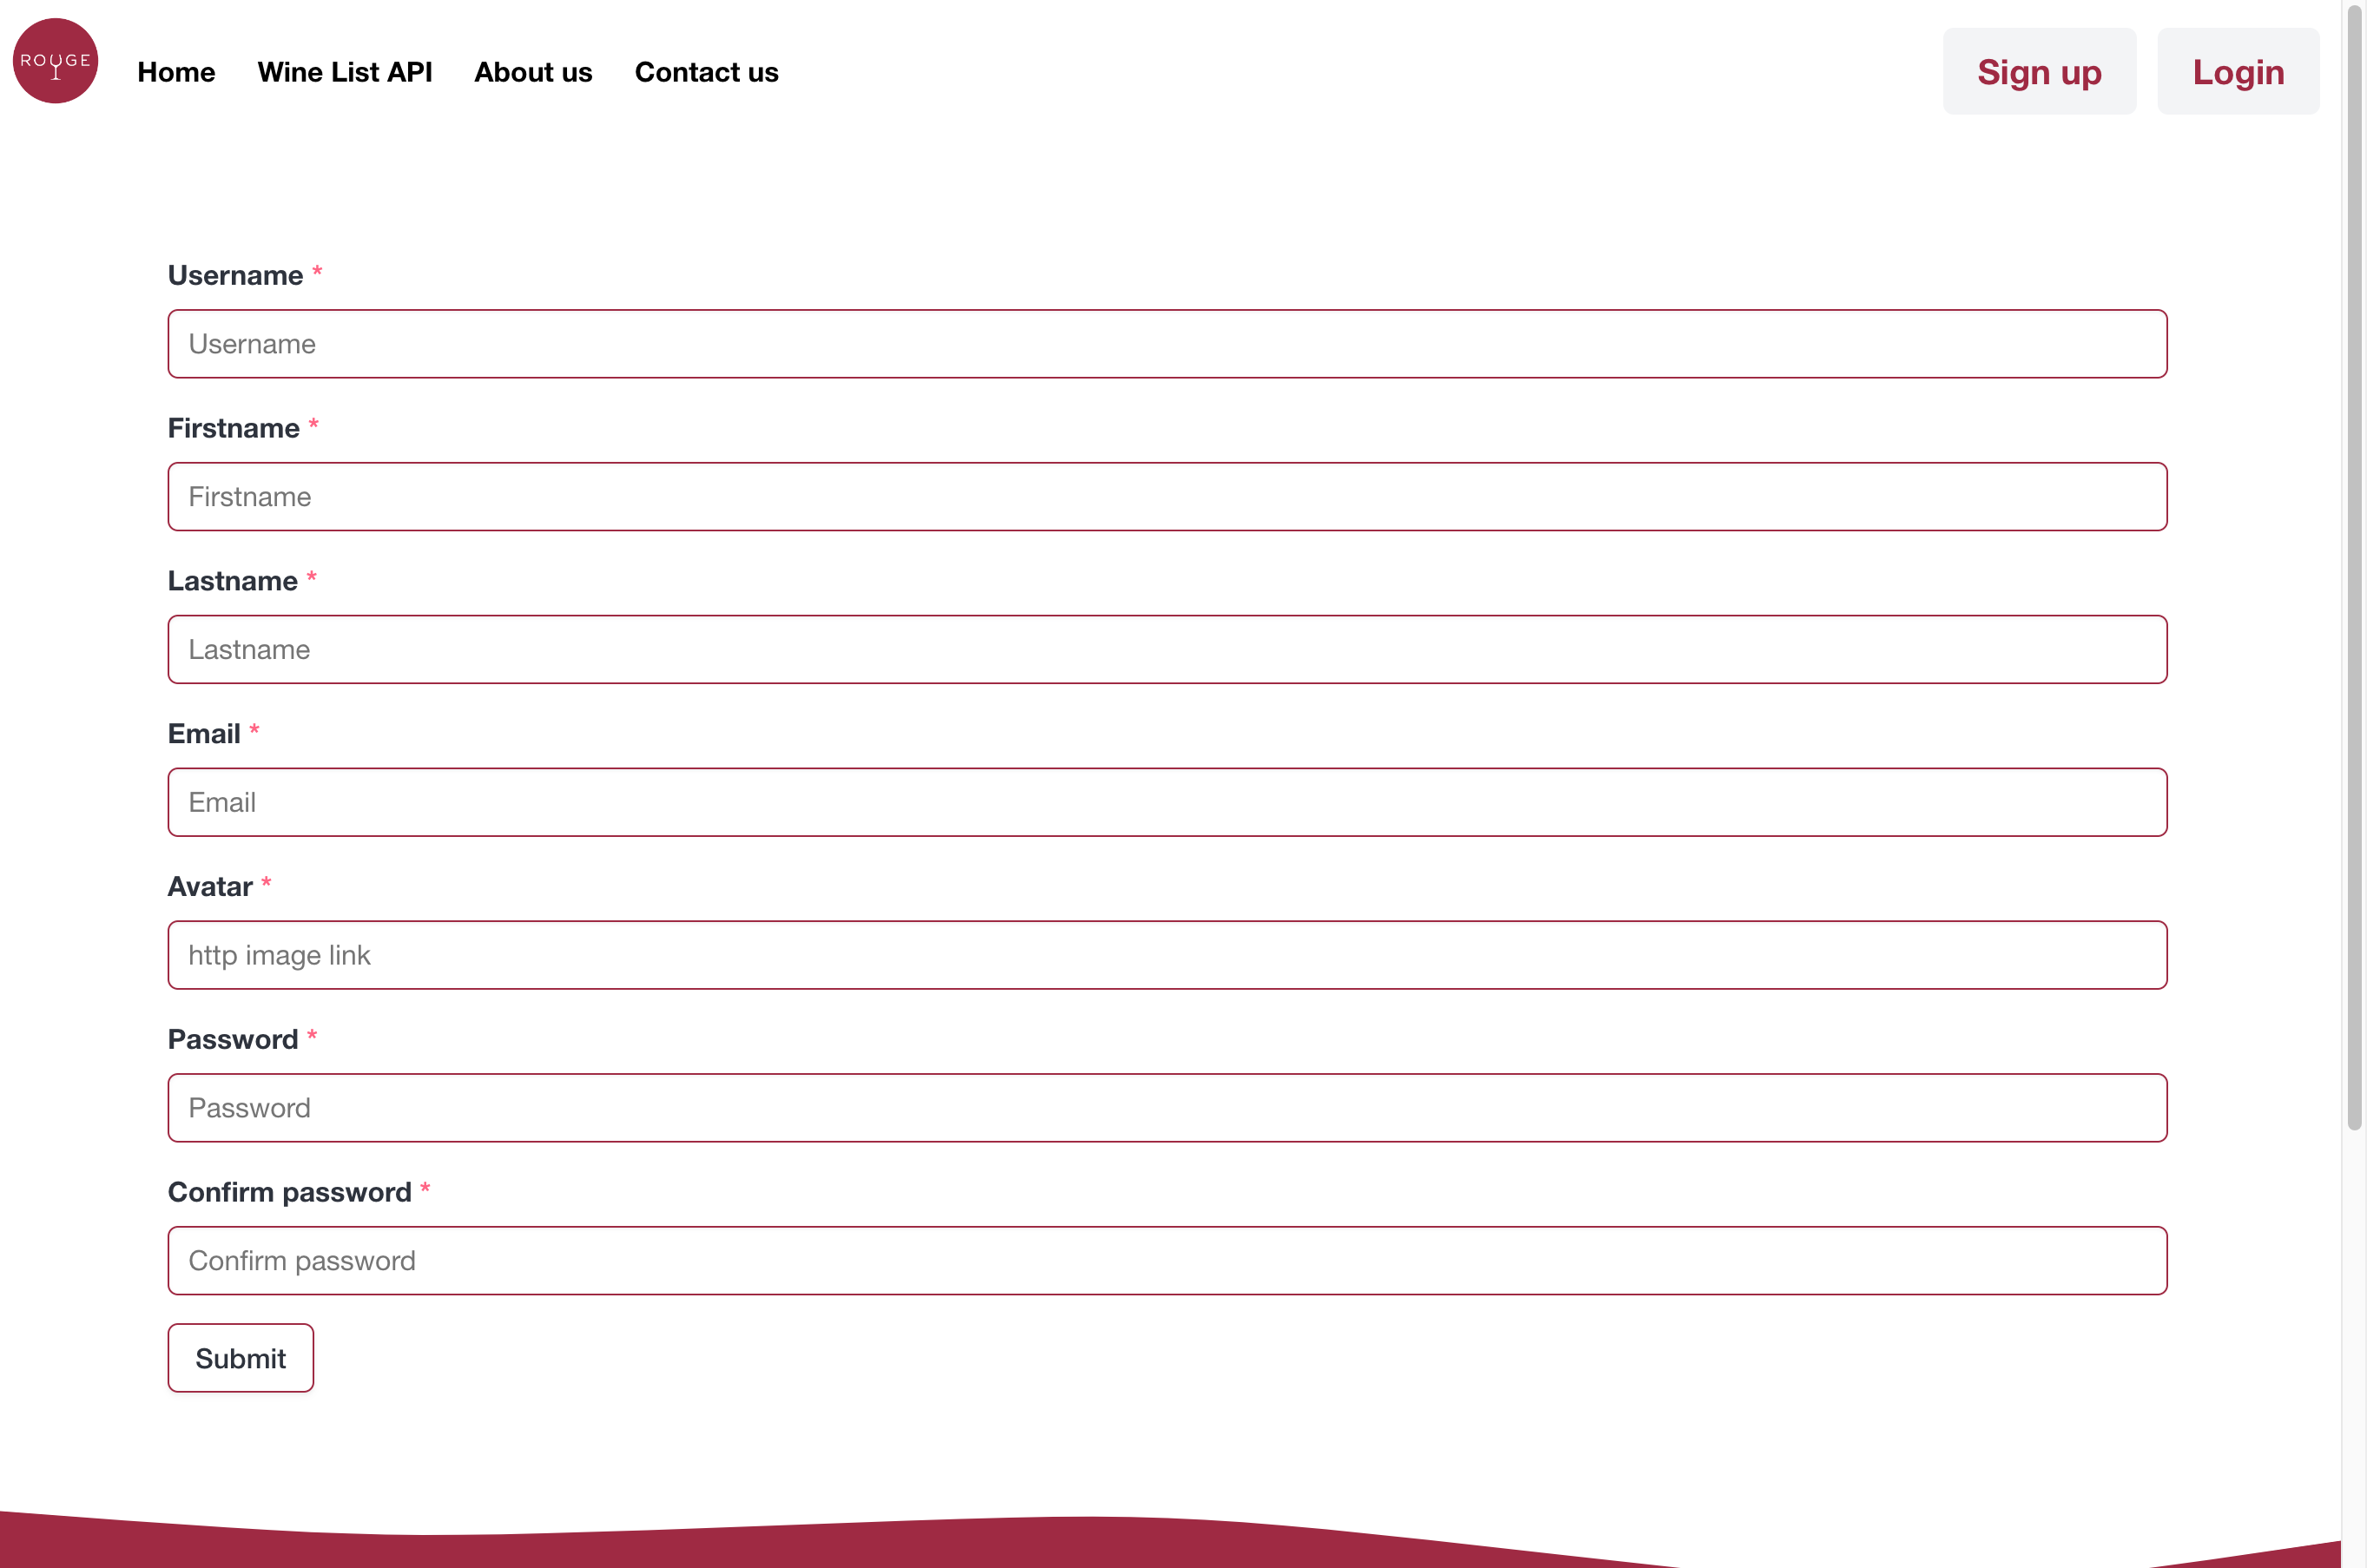 ROUGE
Home Wine List API About us Contact us Sign up Login
Username *
Username
Firstname *
Firstname
Lastname *
Lastname
Email *
Email
Avatar *
http image link
Password *
Password
Confirm password *
Confirm password
Submit